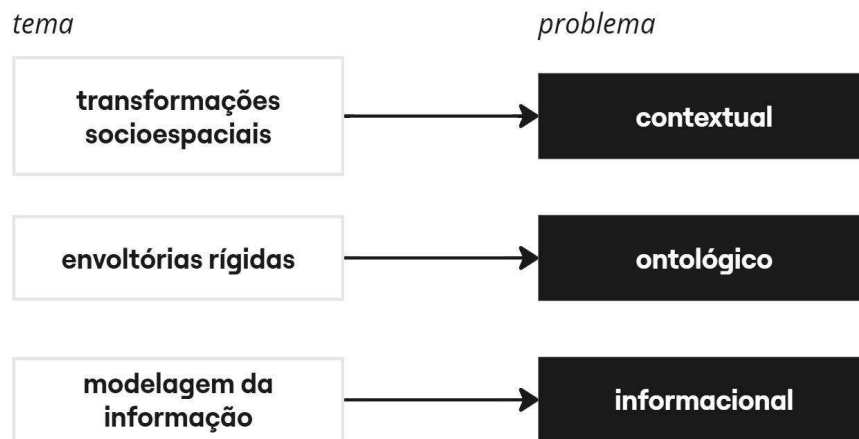 tema
problema
transformações
socioespaciais
contextual
envoltórias rígidas
ontológico
modelagem da
informação
informacional